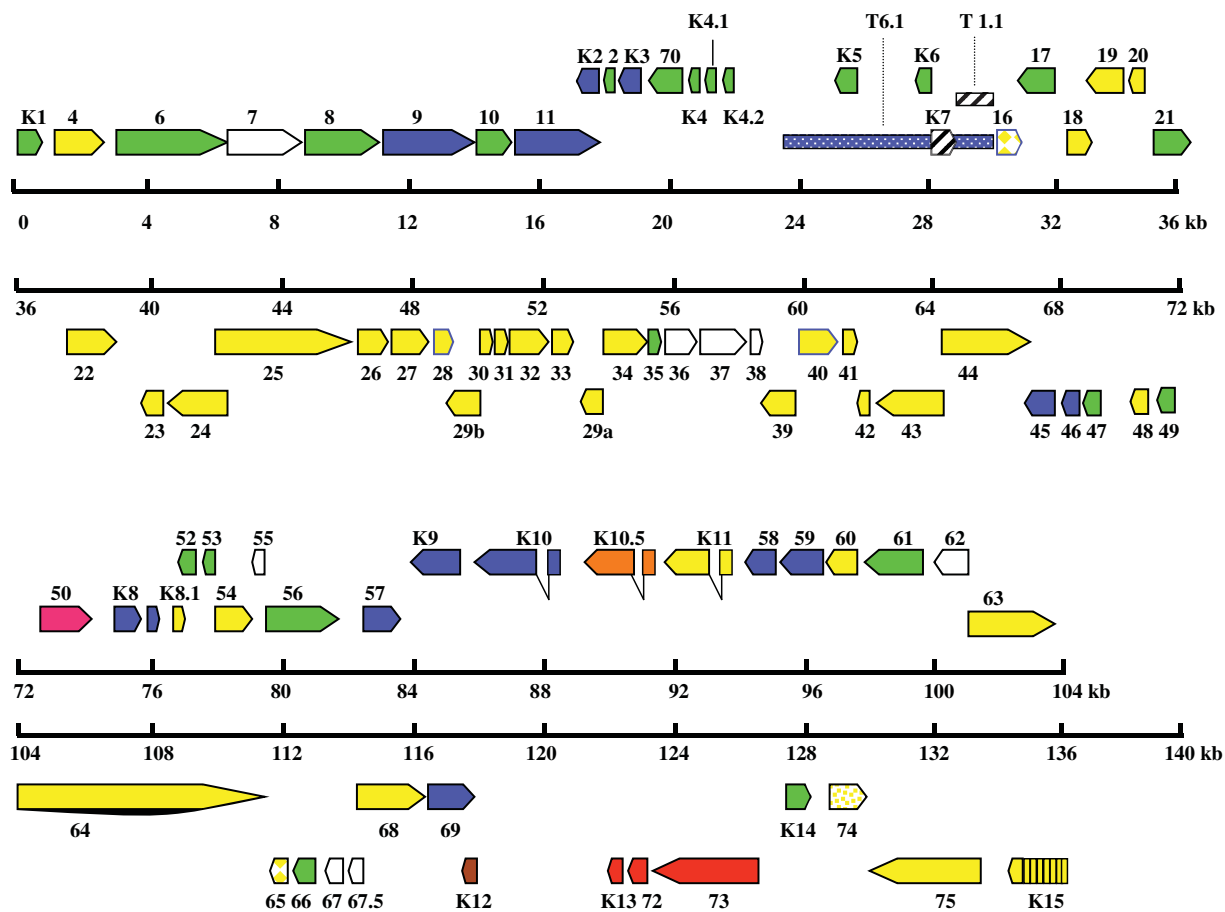 K4.1 T6.1 T 1.1
K2 2 K3 70 K5 K6 17 19 20
K1 4 6 7 8 9 10 11 K4 K4.2 K7 16 18 21
0 4 8 12 16 20 24 28 32 36 kb
36 40 44 48 52 56 60 64 68 72 kb
22 25 26 27 28 30 31 32 33 34 35 36 37 38 40 41 44
23 24 29b 29a 39 42 43 45 46 47 48 49
52 53 55 K9 K10 K10.5 K11 58 59 60 61 62
50 K8 K8.1 54 56 57 63
72 76 80 84 88 92 96 100 104 kb
104 108 112 116 120 124 128 132 136 140 kb
64 68 69 K14 74
65 66 67 67.5 K12 K13 72 73 75 K15